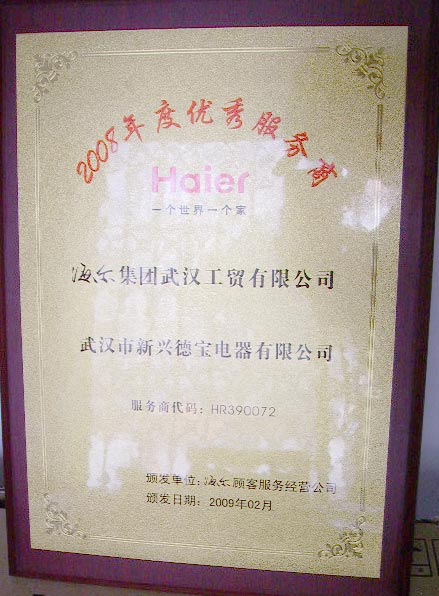 2008年度优秀服务商
Haier
一个世界一个家
海尔集团武汉工贸有限公司
武汉市新兴德宝电器有限公司
服务商代码：HR390072
颁发单位：海尔顾客服务经营公司
颁发日期：2009年02月